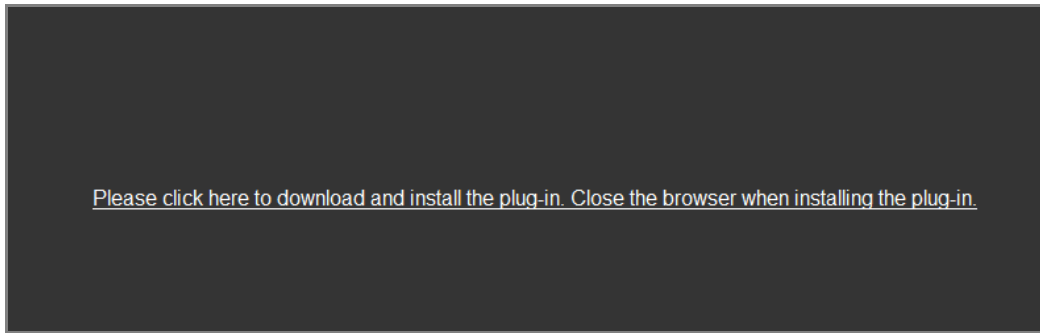 Please click here to download and install the plug-in. Close the browser when installing the plug-in.